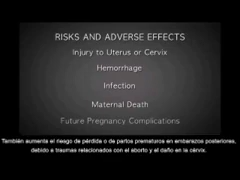 RISKS AND ADVERSE EFFECTS
Injury to Uterus or Cervix
Hemorrhage
Infection
Maternal Death
Future Pregnancy Complications
También aumenta el riesgo de pérdida o de partos prematuros en embarazos posteriores,
debido a traumas relacionados con el aborto y el daño en la cérvix.